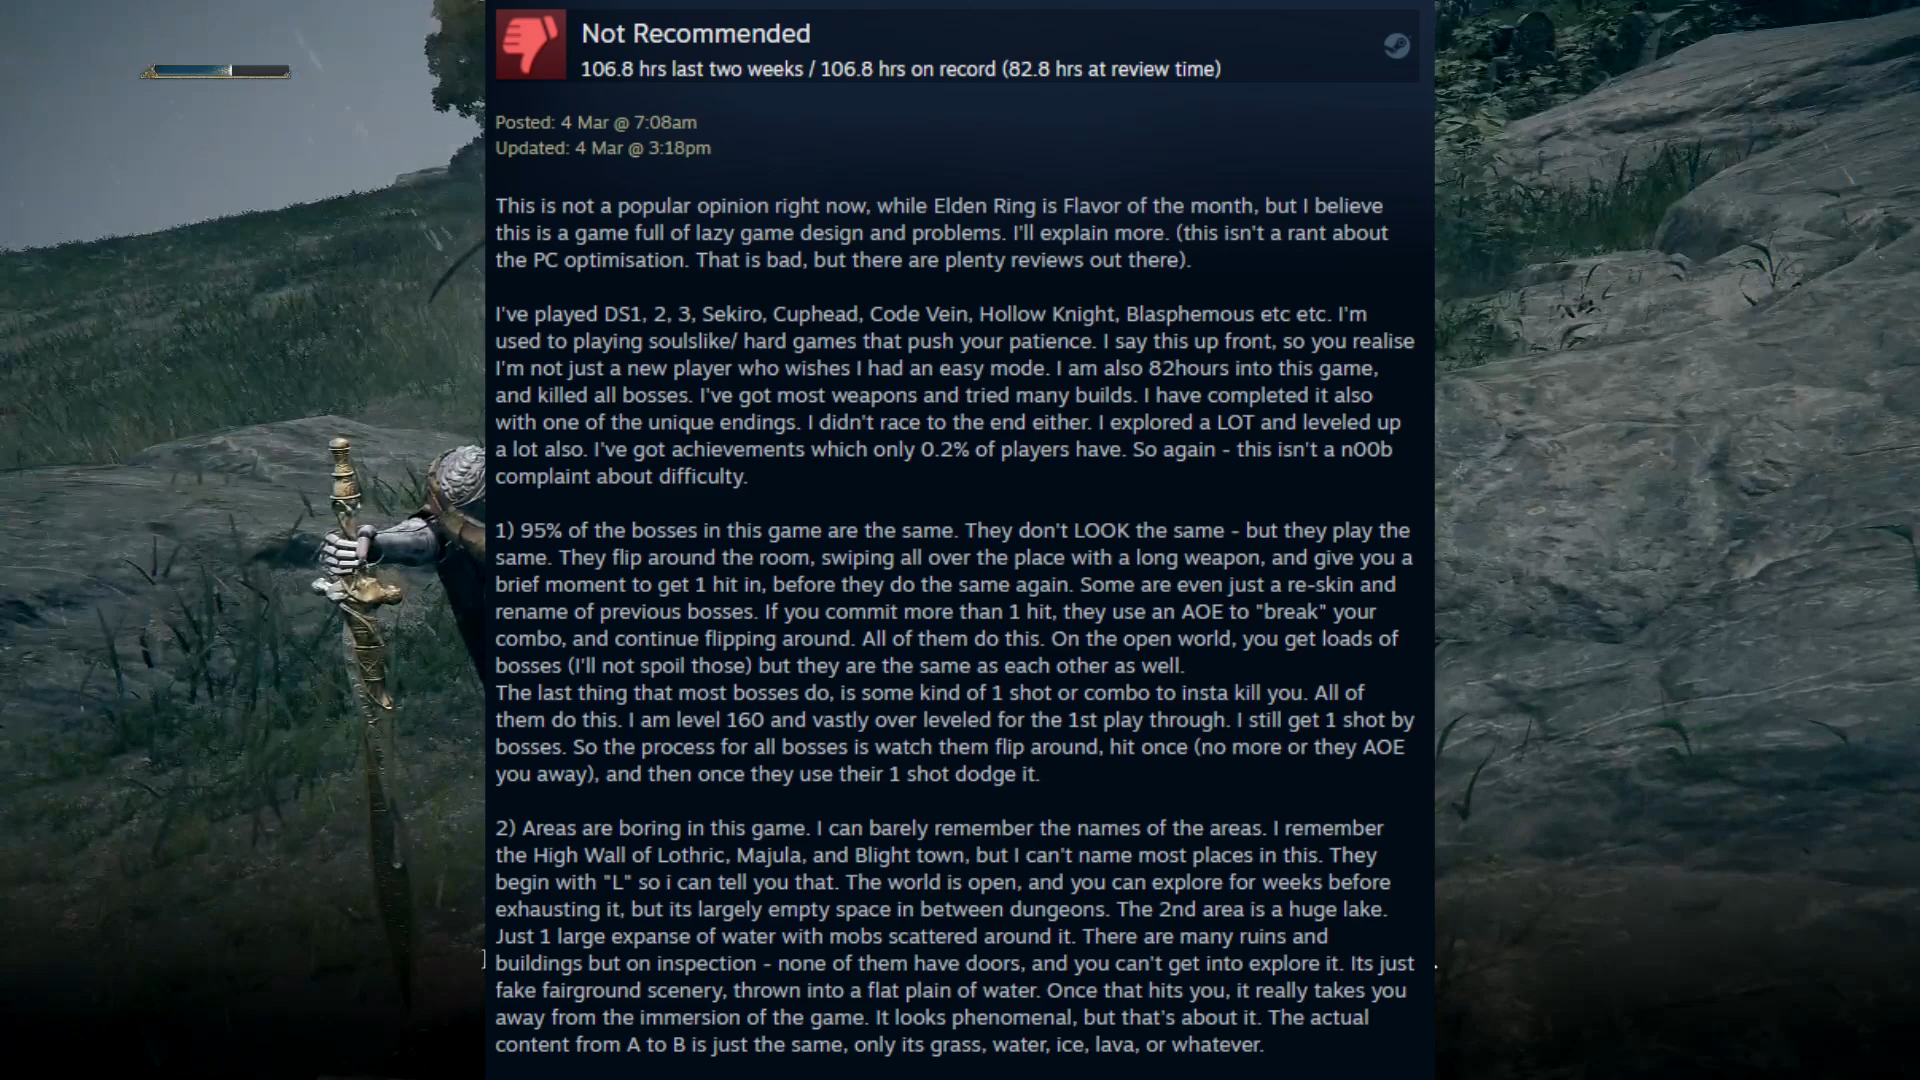 Not Recommended
106.8 hrs last two weeks / 106.8 hrs on record (82.8 hrs at review time)
Posted: 4 Mar @ 7:08am
Updated: 4 Mar @ 3:18pm
This is not a popular opinion right now, while Elden Ring is Flavor of the month, but I believe
this is a game full of lazy game design and problems. I'll explain more. (this isn't a rant about
the PC optimisation. That is bad, but there are plenty reviews out there).
I've played DS1, 2, 3, Sekiro, Cuphead, Code Vein, Hollow Knight, Blasphemous etc etc. I'm
used to playing soulslike/ hard games that push your patience. I say this up front, so you realise
I'm not just a new player who wishes I had an easy mode. I am also 82hours into this game,
and killed all bosses. I've got most weapons and tried many builds. I have completed it also
with one of the unique endings. I didn't race to the end either. I explored a LOT and leveled up
a lot also. I've got achievements which only 0.2% of players have. So again - this isn't a n00b
complaint about difficulty.
1) 95% of the bosses in this game are the same. They don't LOOK the same - but they play the
same. They flip around the room, swiping all over the place with a long weapon, and give you a
brief moment to get 1 hit in, before they do the same again. Some are even just a re-skin and
rename of previous bosses. If you commit more than 1 hit, they use an AOE to "break" your
combo, and continue flipping around. All of them do this. On the open world, you get loads of
bosses (I'll not spoil those) but they are the same as each other as well.
The last thing that most bosses do, is some kind of 1 shot or combo to insta kill you. All of
them do this. I am level 160 and vastly over leveled for the 1st play through. I still get 1 shot by
bosses. So the process for all bosses is watch them flip around, hit once (no more or they AOE
you away), and then once they use their 1 shot dodge it.
2) Areas are boring in this game. I can barely remember the names of the areas. I remember
the High Wall of Lothric, Majula, and Blight town, but I can't name most places in this. They
begin with "L" so i can tell you that. The world is open, and you can explore for weeks before
exhausting it, but its largely empty space in between dungeons. The 2nd area is a huge lake.
Just 1 large expanse of water with mobs scattered around it. There are many ruins and
buildings but on inspection - none of them have doors, and you can't get into explore it. Its just
fake fairground scenery, thrown into a flat plain of water. Once that hits you, it really takes you
away from the immersion of the game. It looks phenomenal, but that's about it. The actual
content from A to B is just the same, only its grass, water, ice, lava, or whatever.